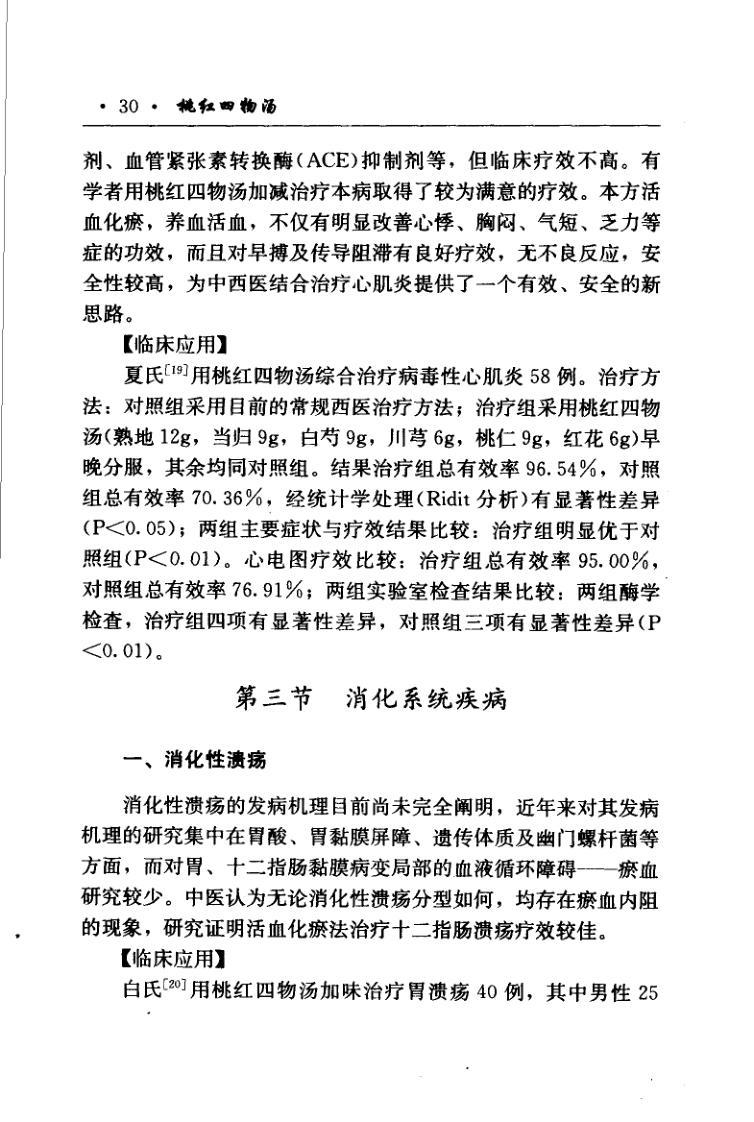 · 30 · 桃红四物汤
剂、血管紧张素转换酶(ACE)抑制剂等，但临床疗效不高。有
学者用桃红四物汤加减治疗本病取得了较为满意的疗效。本方活
血化瘀，养血活血，不仅有明显改善心悸、胸闷、气短、乏力等
症的功效，而且对早搏及传导阻滞有良好疗效，无不良反应，安
全性较高，为中西医结合治疗心肌炎提供了一个有效、安全的新
思路。
【临床应用】
夏氏[19]用桃红四物汤综合治疗病毒性心肌炎 58 例。治疗方
法：对照组采用目前的常规西医治疗方法；治疗组采用桃红四物
汤(熟地 12g，当归 9g，白芍 9g，川芎 6g，桃仁 9g，红花 6g)早
晚分服，其余均同对照组。结果治疗组总有效率 96.54%，对照
组总有效率 70.36%，经统计学处理(Ridit 分析)有显著性差异
(P<0.05)；两组主要症状与疗效结果比较：治疗组明显优于对
照组(P<0.01)。心电图疗效比较：治疗组总有效率 95.00%，
对照组总有效率 76.91%；两组实验室检查结果比较：两组酶学
检查，治疗组四项有显著性差异，对照组三项有显著性差异(P
<0.01)。
第三节 消化系统疾病
一、消化性溃疡
消化性溃疡的发病机理目前尚未完全阐明，近年来对其发病
机理的研究集中在胃酸、胃黏膜屏障、遗传体质及幽门螺杆菌等
方面，而对胃、十二指肠黏膜病变局部的血液循环障碍——瘀血
研究较少。中医认为无论消化性溃疡分型如何，均存在瘀血内阻
的现象，研究证明活血化瘀法治疗十二指肠溃疡疗效较佳。
【临床应用】
白氏[20]用桃红四物汤加味治疗胃溃疡 40 例，其中男性 25